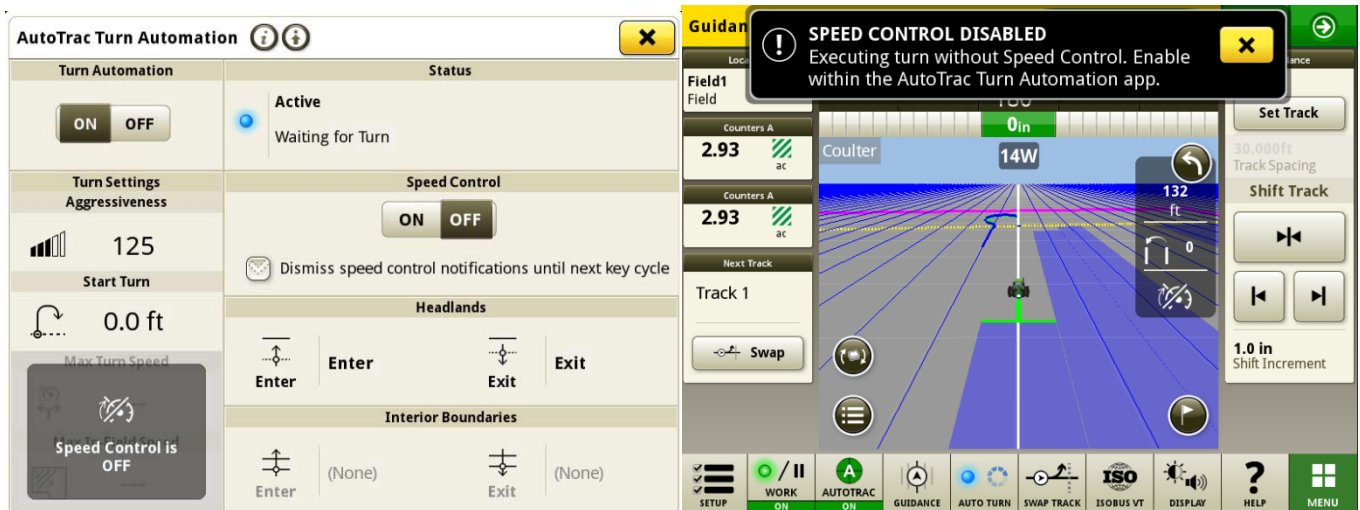 AutoTrac Turn Automation
Turn Automation
ON OFF
Turn Settings
Aggressiveness
125
Start Turn
0.0 ft
Max Turn Speed
Speed Control is
OFF
Status
Active
Waiting for Turn
Speed Control
ON OFF
Dismiss speed control notifications until next key cycle
Headlands
Enter
Enter
Exit
Exit
Interior Boundaries
Enter
(None)
Exit
(None)
Guidan
SPEED CONTROL DISABLED
Executing turn without Speed Control. Enable
within the AutoTrac Turn Automation app.
Field1
Field
Counters A
2.93
ac
Counters A
2.93
ac
Next Track
Track 1
Swap
180
0in
Coulter
14W
132
ft
0
Set Track
30.000ft
Track Spacing
Shift Track
1.0 in
Shift Increment
SETUP
WORK
ON
A
AUTOTRAC
ON
GUIDANCE
AUTO TURN
SWAP TRACK
ISO
ISOBUS VT
DISPLAY
?
HELP
MENU